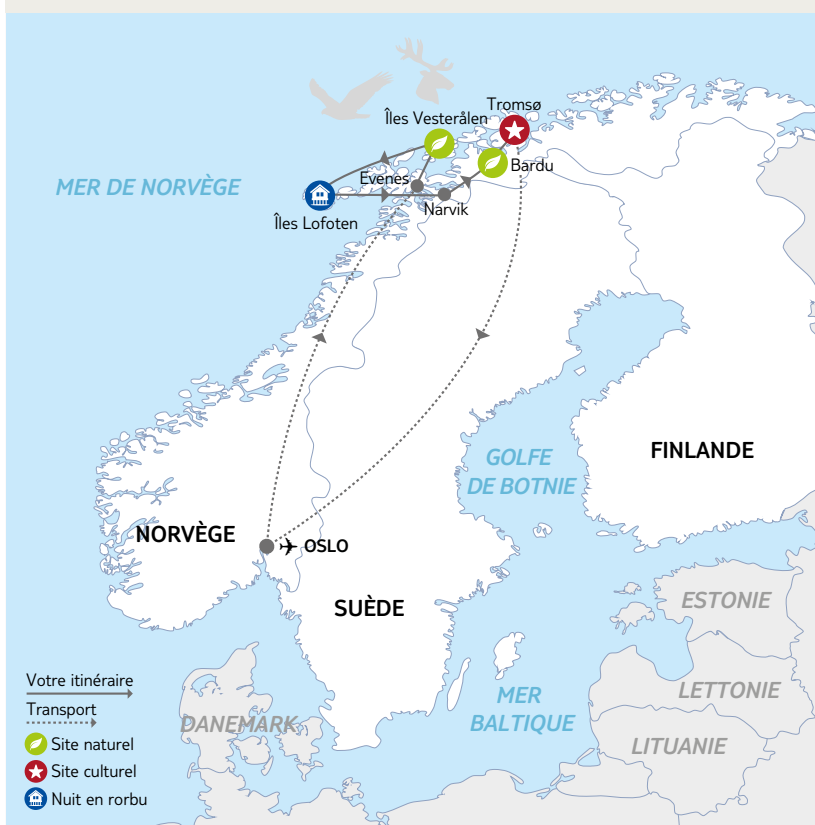 Tromsø
Îles Vesterålen
Bardu
Evenes
MER DE NORVÈGE
Narvik
Îles Lofoten
FINLANDE
GOLFE
DE BOTNIE
NORVÈGE
OSLO
ESTONIE
SUÈDE
Votre itinéraire
LETTONIE
MER
BALTIQUE
Transport
DANEMARK
LITUANIE
Site naturel
Site culturel
Nuit en rorbu